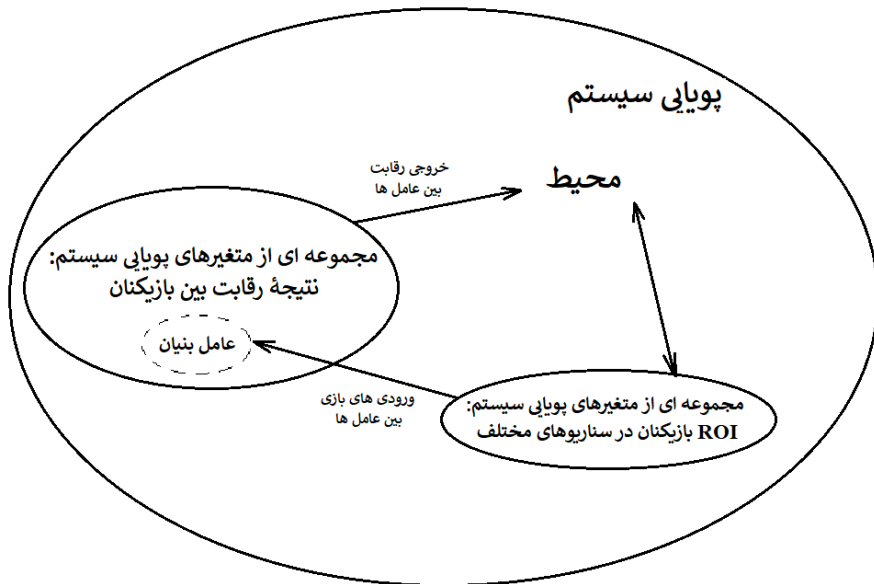 پویایی سیستم
محیط
خروجی رقابت
بین عامل ها
مجموعه ای از متغیرهای پویایی سیستم:
نتیجهٔ رقابت بین بازیکنان
عامل بنیان
ورودی های بازی
بین عامل ها
مجموعه ای از متغیرهای پویایی سیستم:
ROI بازیکنان در سناریوهای مختلف